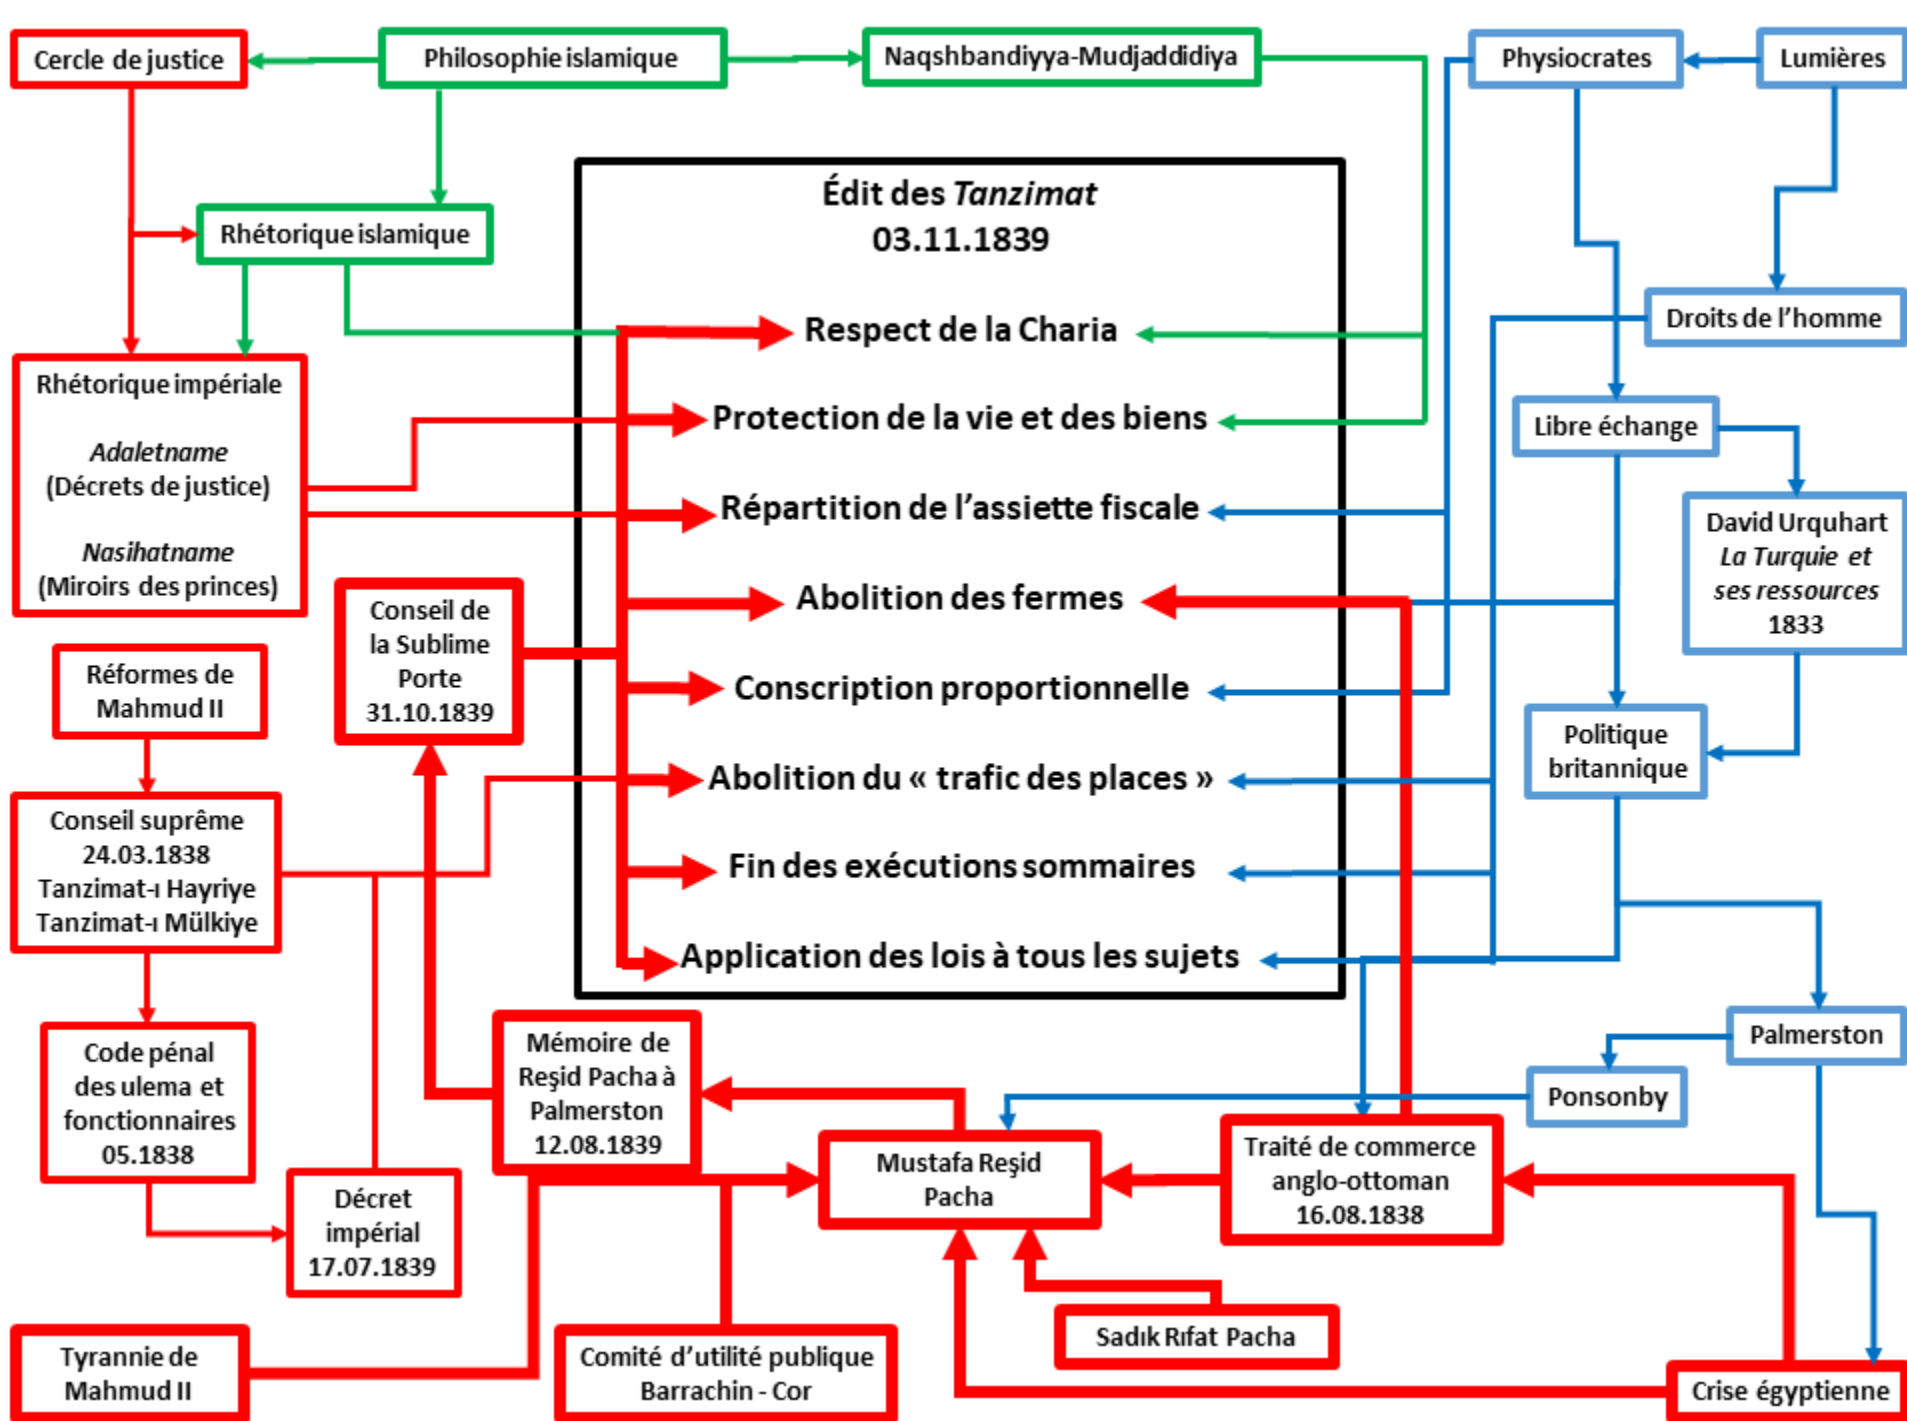 Cercle de justice
Philosophie islamique
Naqshbandiyya-Mudjaddidiya
Physiocrates
Lumières
Rhétorique islamique
Édit des Tanzimat
03.11.1839
Respect de la Charia
Protection de la vie et des biens
Répartition de l’assiette fiscale
Abolition des fermes
Conscription proportionnelle
Abolition du « trafic des places »
Fin des exécutions sommaires
Application des lois à tous les sujets
Droits de l’homme
Rhétorique impériale
Adaletname
(Décrets de justice)
Nasihatname
(Miroirs des princes)
Libre échange
David Urquhart
La Turquie et
ses ressources
1833
Conseil de
la Sublime
Porte
31.10.1839
Réformes de
Mahmud II
Politique
britannique
Conseil suprême
24.03.1838
Tanzimat-ı Hayriye
Tanzimat-ı Mülkiye
Code pénal
des ulema et
fonctionnaires
05.1838
Mémoire de
Reşid Pacha à
Palmerston
12.08.1839
Palmerston
Ponsonby
Mustafa Reşid
Pacha
Traité de commerce
anglo-ottoman
16.08.1838
Décret
impérial
17.07.1839
Sadık Rıfat Pacha
Tyrannie de
Mahmud II
Comité d’utilité publique
Barrachin - Cor
Crise égyptienne